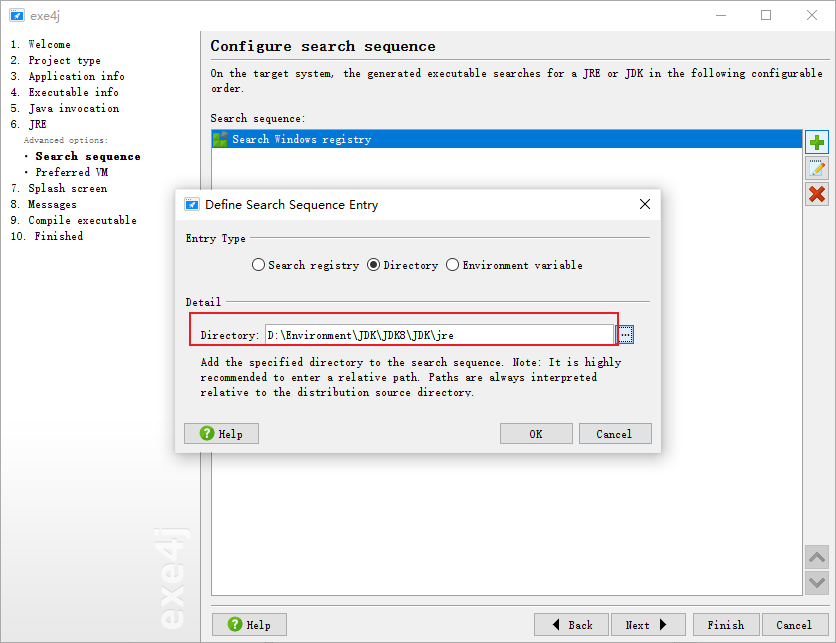 exe4j
1. Welcome
2. Project type
3. Application info
4. Executable info
5. Java invocation
6. JRE
Advanced options:
· Search sequence
· Preferred VM
7. Splash screen
8. Messages
9. Compile executable
10. Finished
exe4j
Configure search sequence
On the target system, the generated executable searches for a JRE or JDK in the following configurable
order.
Search sequence:
Search Windows registry
Define Search Sequence Entry
Entry Type
Search registry Directory Environment variable
Detail
Directory: D:\Environment\JDK\JDK8\JDK\jre
...
Add the specified directory to the search sequence. Note: It is highly
recommended to enter a relative path. Paths are always interpreted
relative to the distribution source directory.
? Help OK Cancel
? Help Back Next Finish Cancel